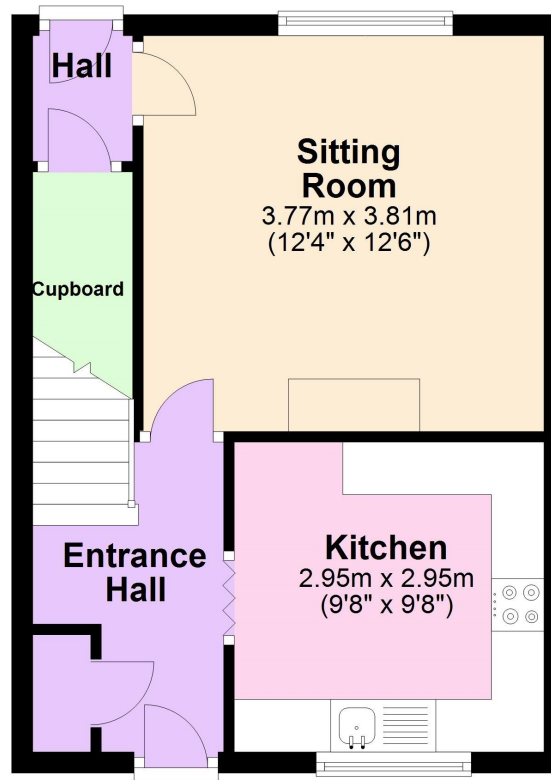 Hall
Sitting
Room
3.77m x 3.81m
(12'4" x 12'6")
Cupboard
Entrance
Hall
Kitchen
2.95m x 2.95m
(9'8" x 9'8")